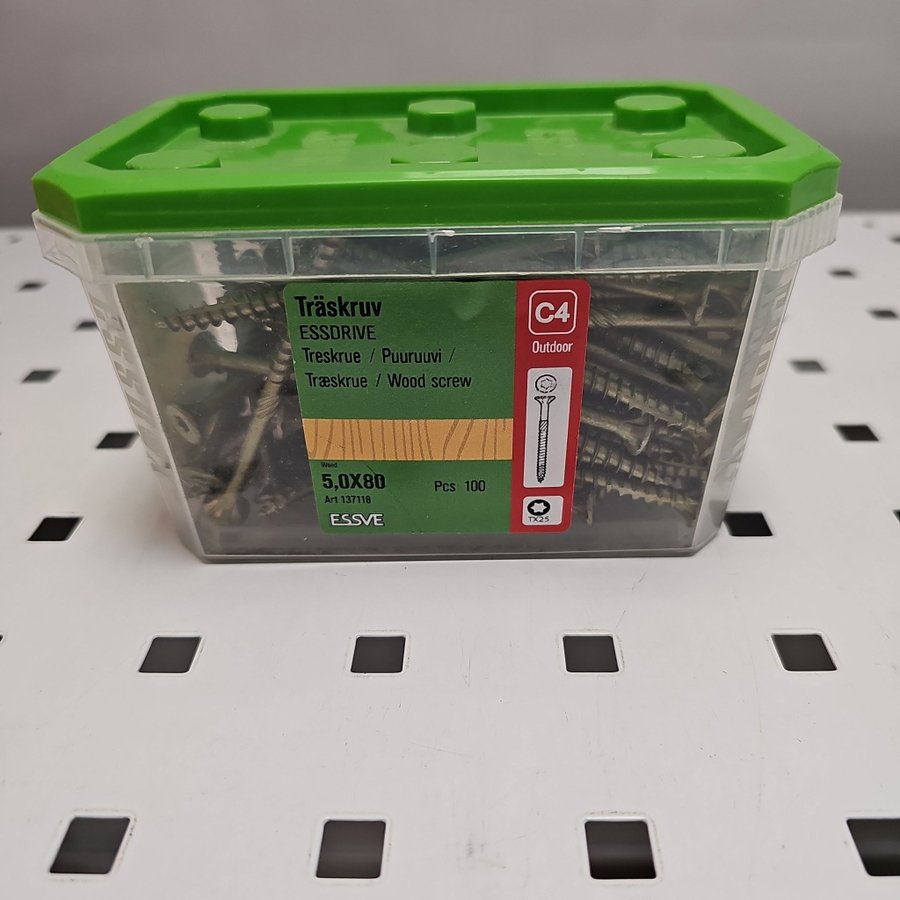 Träskruv
ESSDRIVE
Treskrue / Puuruuvi /
Træskrue / Wood screw
Wood
5,0X80
Pcs 100
Art 137118
ESSVE
C4
Outdoor
TX25